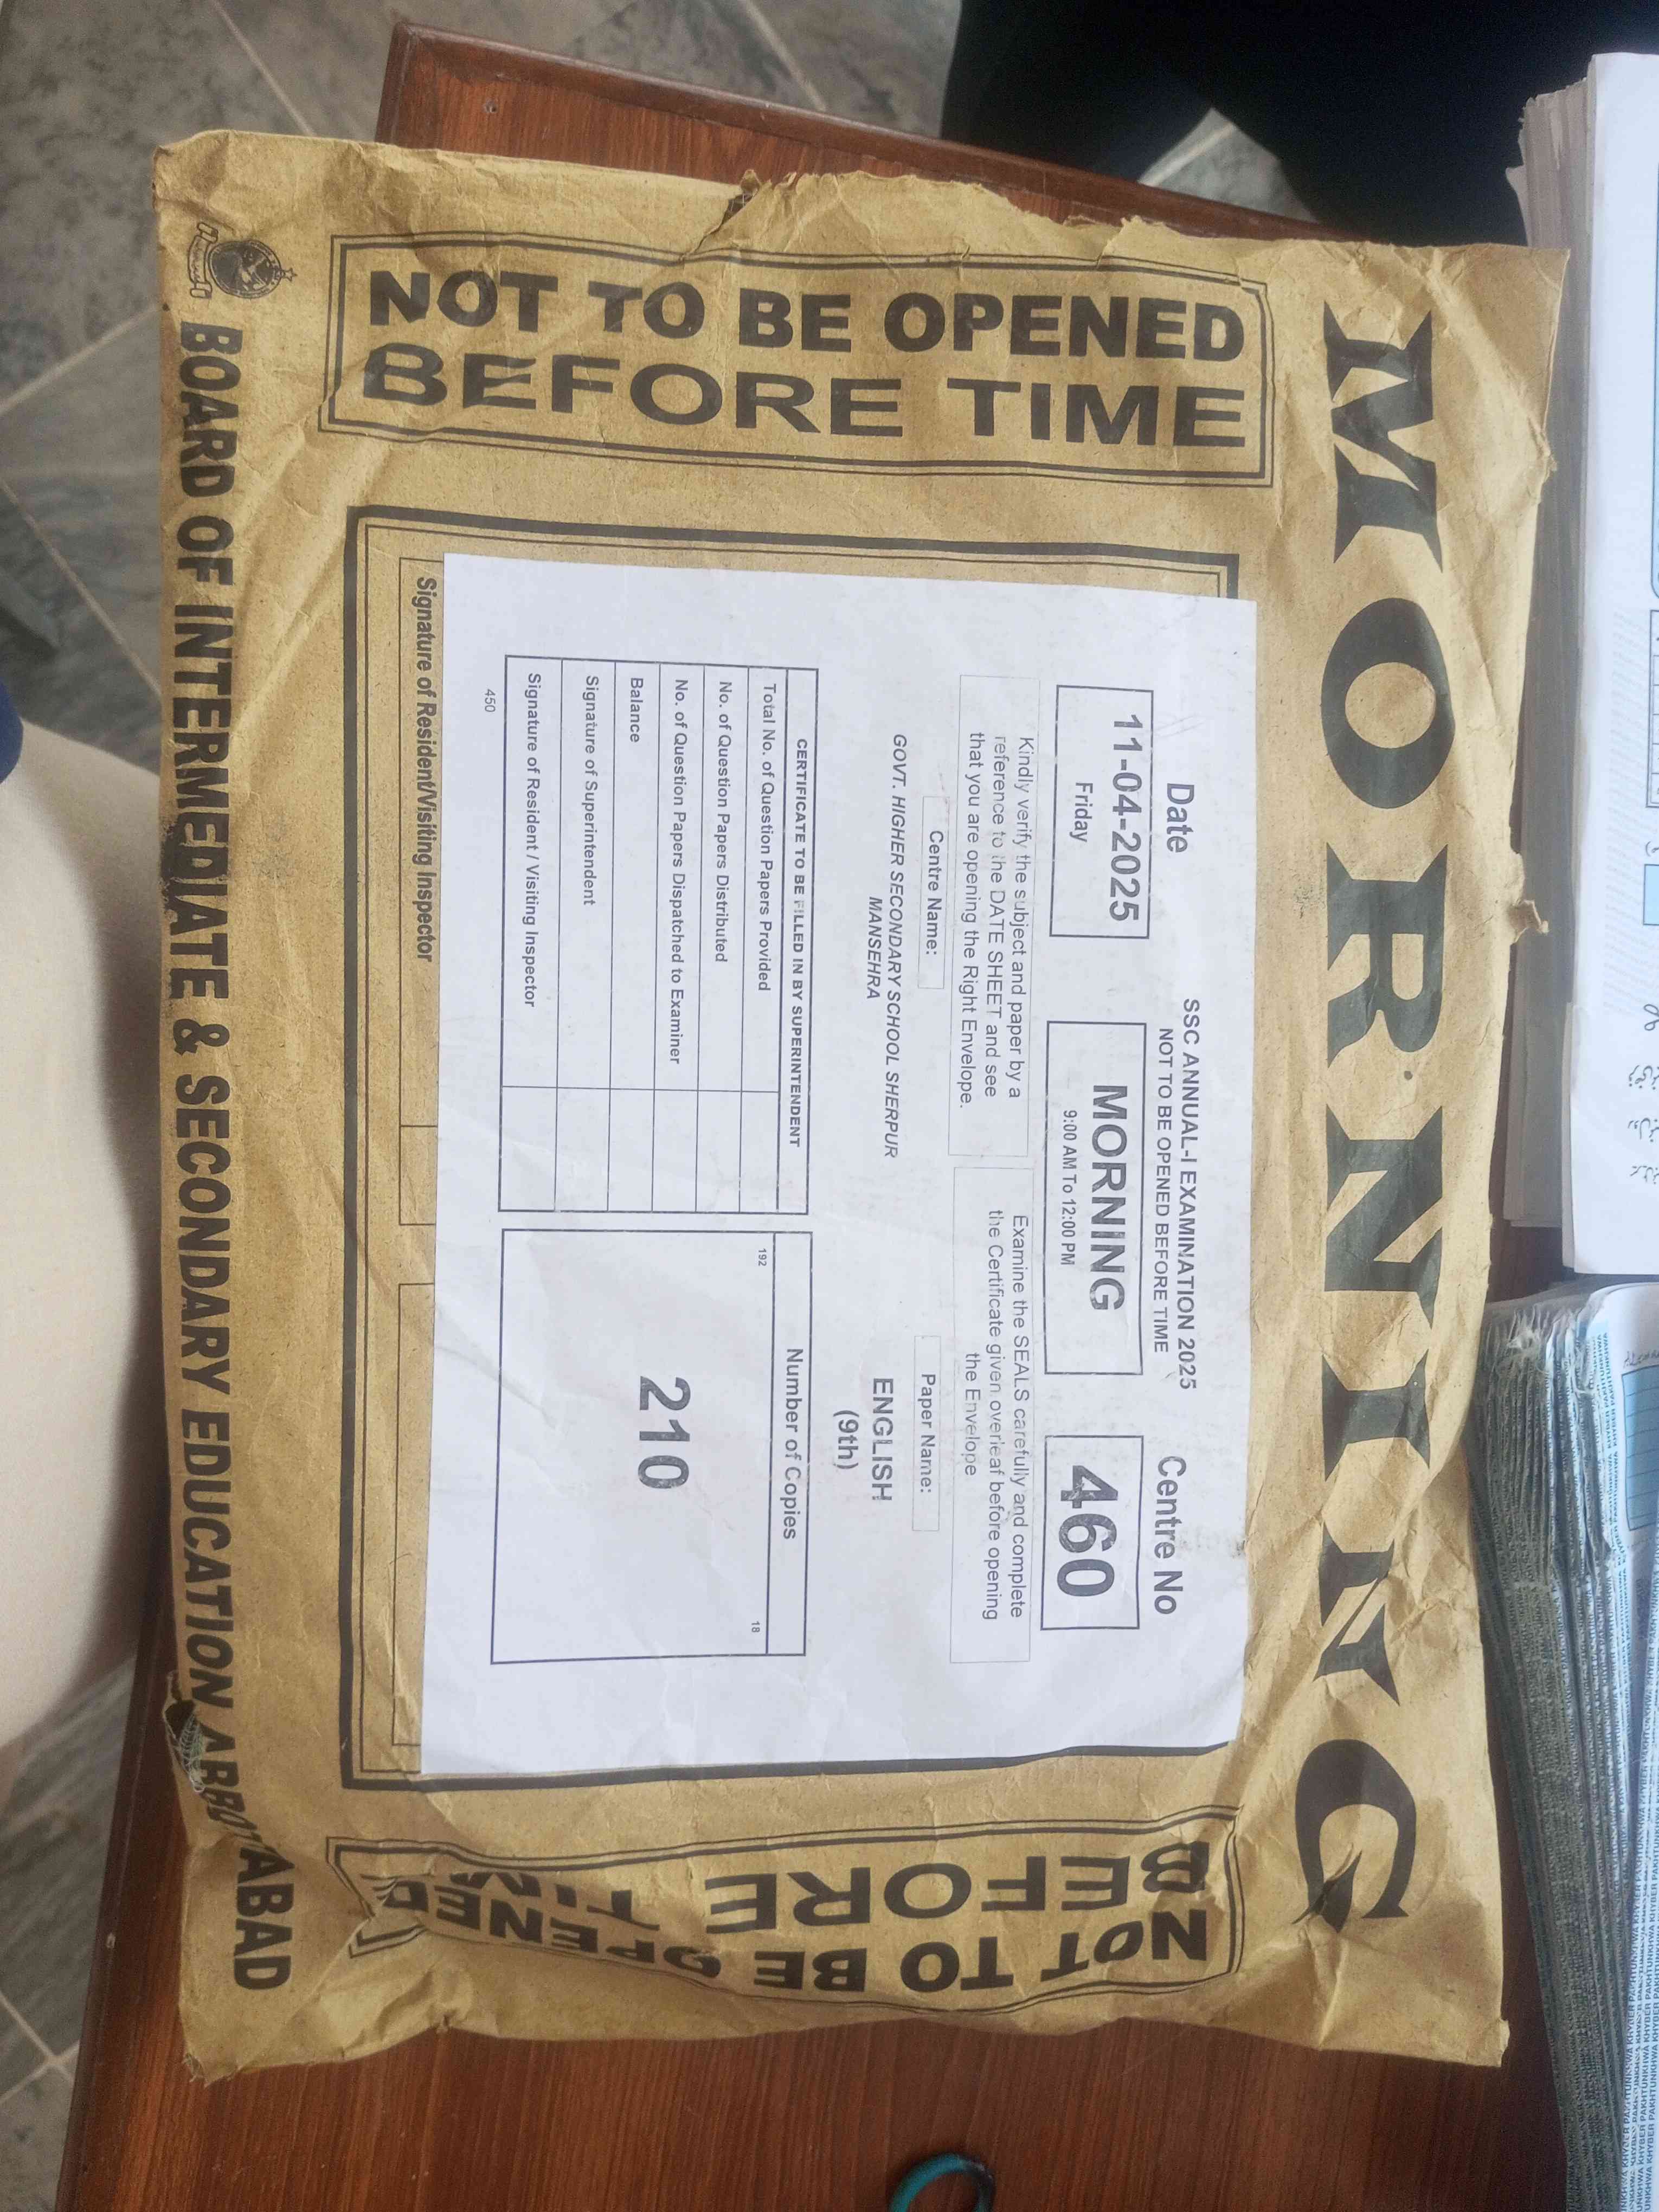 MORNING
NOT TO BE OPENED
BEFORE TIME
SSC ANNUAL-I EXAMINATION 2025
NOT TO BE OPENED BEFORE TIME
Date
Centre No
11-04-2025
Friday
MORNING
9:00 AM To 12:00 PM
460
Kindly verify the subject and paper by a
reference to the DATE SHEET and see
that you are opening the Right Envelope.
Examine the SEALS carefully and complete
the Certificate given overleaf before opening
the Envelope
Centre Name:
Paper Name:
GOVT. HIGHER SECONDARY SCHOOL SHERPUR
MANSEHRA
ENGLISH
(9th)
CERTIFICATE TO BE FILLED IN BY SUPERINTENDENT
Total No. of Question Papers Provided
No. of Question Papers Distributed
No. of Question Papers Dispatched to Examiner
Balance
Signature of Superintendent
Signature of Resident / Visiting Inspector
450
Number of Copies
192
18
210
Signature of Resident/Visiting Inspector
NOT TO BE OPENED
BEFORE TIM
BOARD OF INTERMEDIATE & SECONDARY EDUCATION, ABBOTTABAD